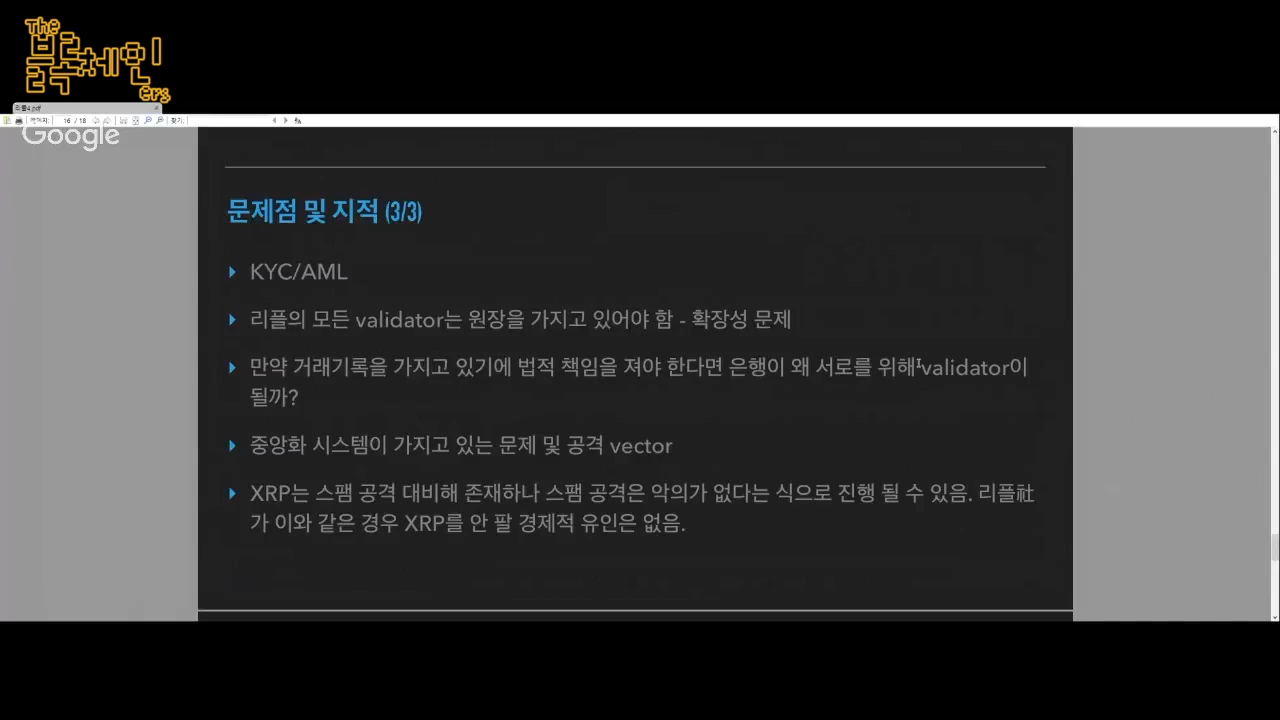 The
블록체인
ers
리플4.pdf
16 / 18
찾기:
Google
문제점 및 지적 (3/3)
KYC/AML
리플의 모든 validator는 원장을 가지고 있어야 함 - 확장성 문제
만약 거래기록을 가지고 있기에 법적 책임을 져야 한다면 은행이 왜 서로를 위해 validator이
될까?
중앙화 시스템이 가지고 있는 문제 및 공격 vector
XRP는 스팸 공격 대비해 존재하나 스팸 공격은 악의가 없다는 식으로 진행 될 수 있음. 리플社
가 이와 같은 경우 XRP를 안 팔 경제적 유인은 없음.